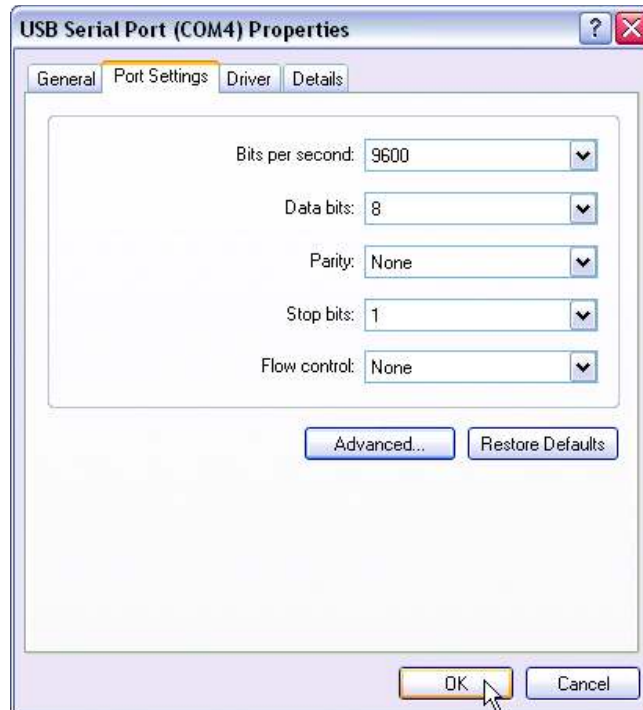 USB Serial Port (COM4) Properties
General Port Settings Driver Details
Bits per second: 9600
Data bits: 8
Parity: None
Stop bits: 1
Flow control: None
Advanced... Restore Defaults
OK Cancel